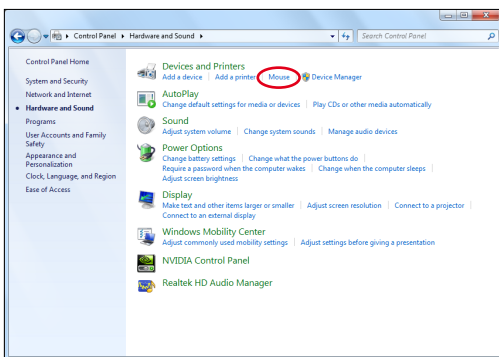 Control Panel ▸ Hardware and Sound ▸
Search Control Panel
Control Panel Home
System and Security
Network and Internet
Hardware and Sound
Programs
User Accounts and Family
Safety
Appearance and
Personalization
Clock, Language, and Region
Ease of Access
Devices and Printers
Add a device | Add a printer | Mouse | Device Manager
AutoPlay
Change default settings for media or devices | Play CDs or other media automatically
Sound
Adjust system volume | Change system sounds | Manage audio devices
Power Options
Change battery settings | Change what the power buttons do |
Require a password when the computer wakes | Change when the computer sleeps |
Adjust screen brightness
Display
Make text and other items larger or smaller | Adjust screen resolution | Connect to a projector |
Connect to an external display
Windows Mobility Center
Adjust commonly used mobility settings | Adjust settings before giving a presentation
NVIDIA Control Panel
Realtek HD Audio Manager